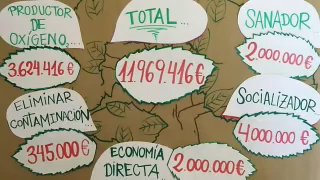 PRODUCTOR
DE
OXÍGENO,...
3.624.416€
TOTAL,...
11.969.416€
SANADOR
2.000.000€
ELIMINAR
CONTAMINACIÓN
345.000€
SOCIALIZADOR
4.000.000€
ECONOMÍA
DIRECTA...
2.000.000€